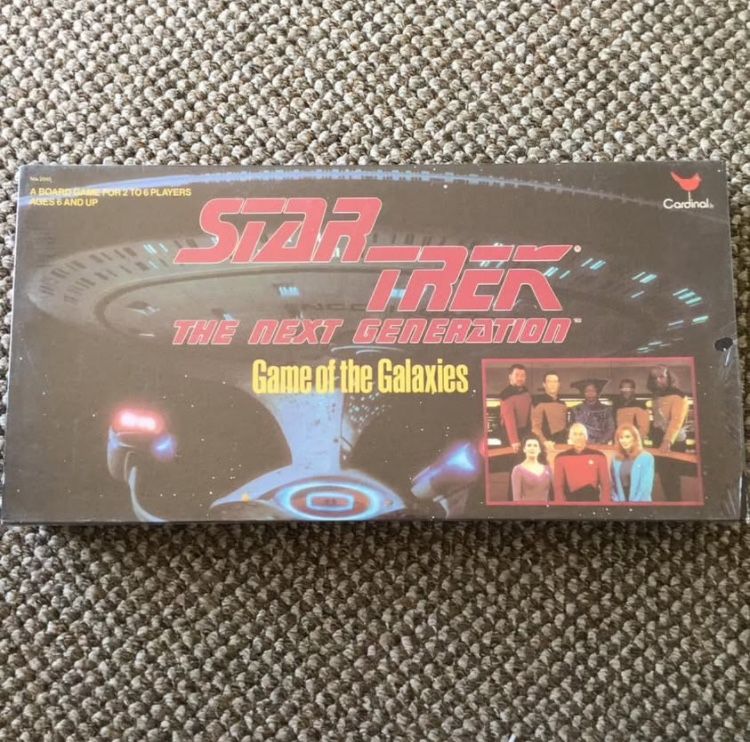 A BOARD GAME FOR 2 TO 6 PLAYERS
AGES 6 AND UP
Cardinal
STAR
TREK
THE NEXT GENERATION
Game of the Galaxies